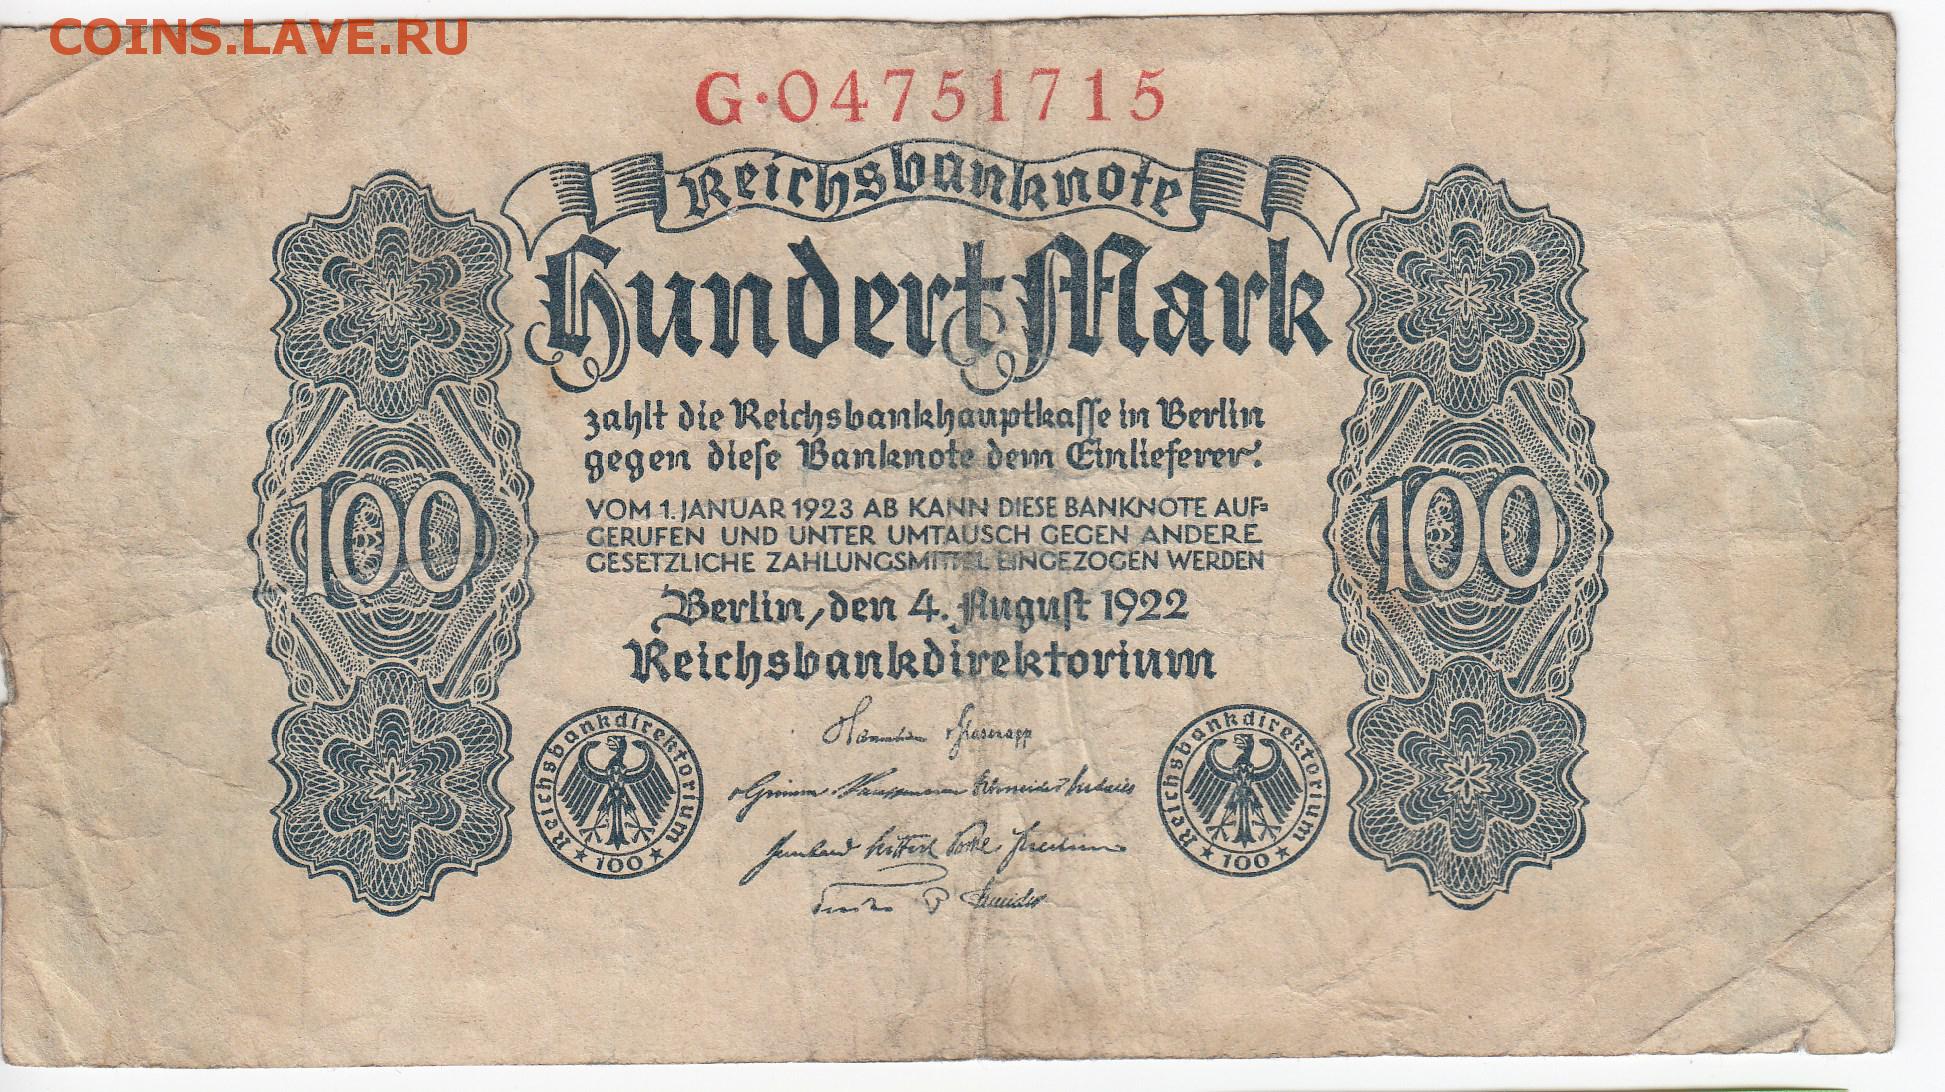 COINS.LAVE.RU
G·04751715
Reichsbanknote
Hundert Mark
zahlt die Reichsbankhauptkasse in Berlin
gegen diese Banknote dem Einlieferer.
VOM 1. JANUAR 1923 AB KANN DIESE BANKNOTE AUF=
GERUFEN UND UNTER UMTAUSCH GEGEN ANDERE
GESETZLICHE ZAHLUNGSMITTEL EINGEZOGEN WERDEN
100
100
Berlin, den 4. August 1922
Reichsbankdirektorium
v Glasenapp
Reichsbankdirektorium
★ 100 ★
Reichsbankdirektorium
★ 100 ★